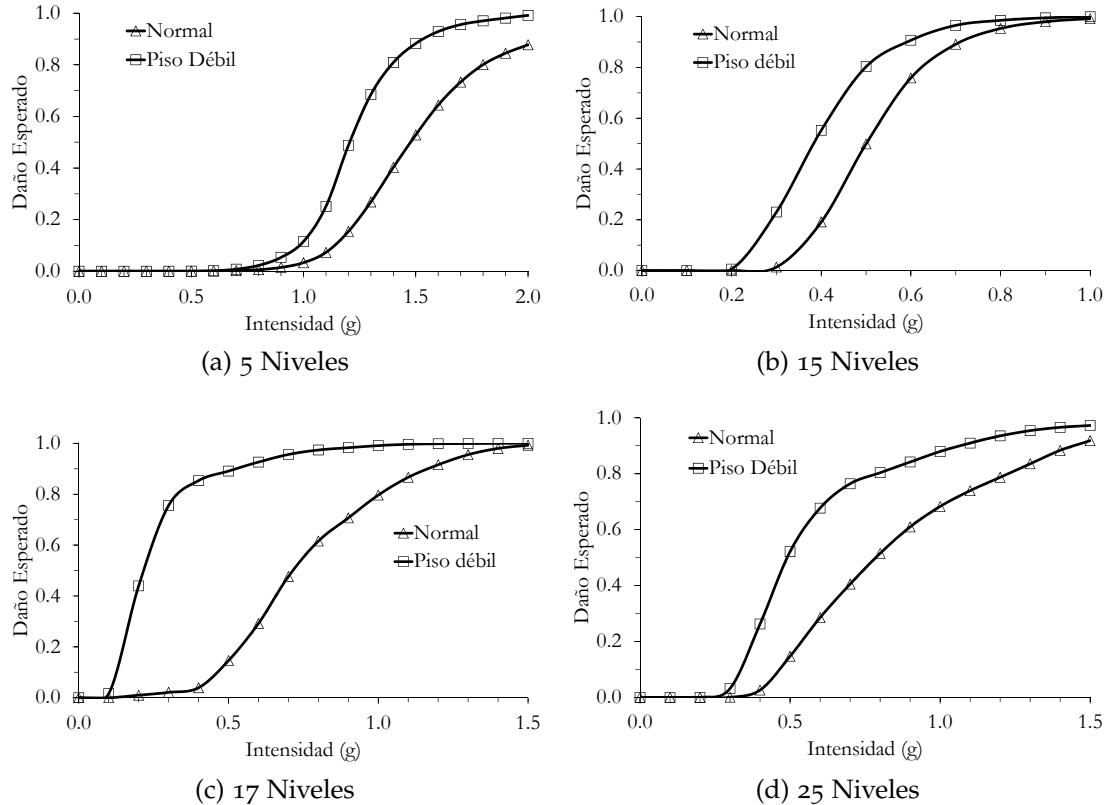 1.0
0.8
0.6
0.4
0.2
0.0
Daño Esperado
Normal
Piso Débil
0.0 0.5 1.0 1.5 2.0
Intensidad (g)
(a) 5 Niveles
1.0
0.8
0.6
0.4
0.2
0.0
Daño Esperado
Normal
Piso débil
0.0 0.2 0.4 0.6 0.8 1.0
Intensidad (g)
(b) 15 Niveles
1.0
0.8
0.6
0.4
0.2
0.0
Daño Esperado
Normal
Piso débil
0.0 0.5 1.0 1.5
Intensidad (g)
(c) 17 Niveles
1.0
0.8
0.6
0.4
0.2
0.0
Daño Esperado
Normal
Piso Débil
0.0 0.5 1.0 1.5
Intensidad (g)
(d) 25 Niveles